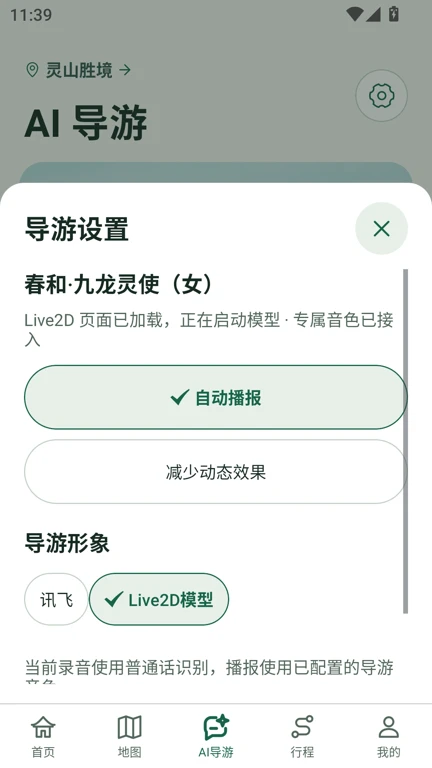 11:39
灵山胜境
AI 导游
导游设置
春和·九龙灵使（女）
Live2D 页面已加载，正在启动模型 · 专属音色已接
入
自动播报
减少动态效果
导游形象
讯飞
Live2D模型
当前录音使用普通话识别，播报使用已配置的导游
音色
首页
地图
AI导游
行程
我的